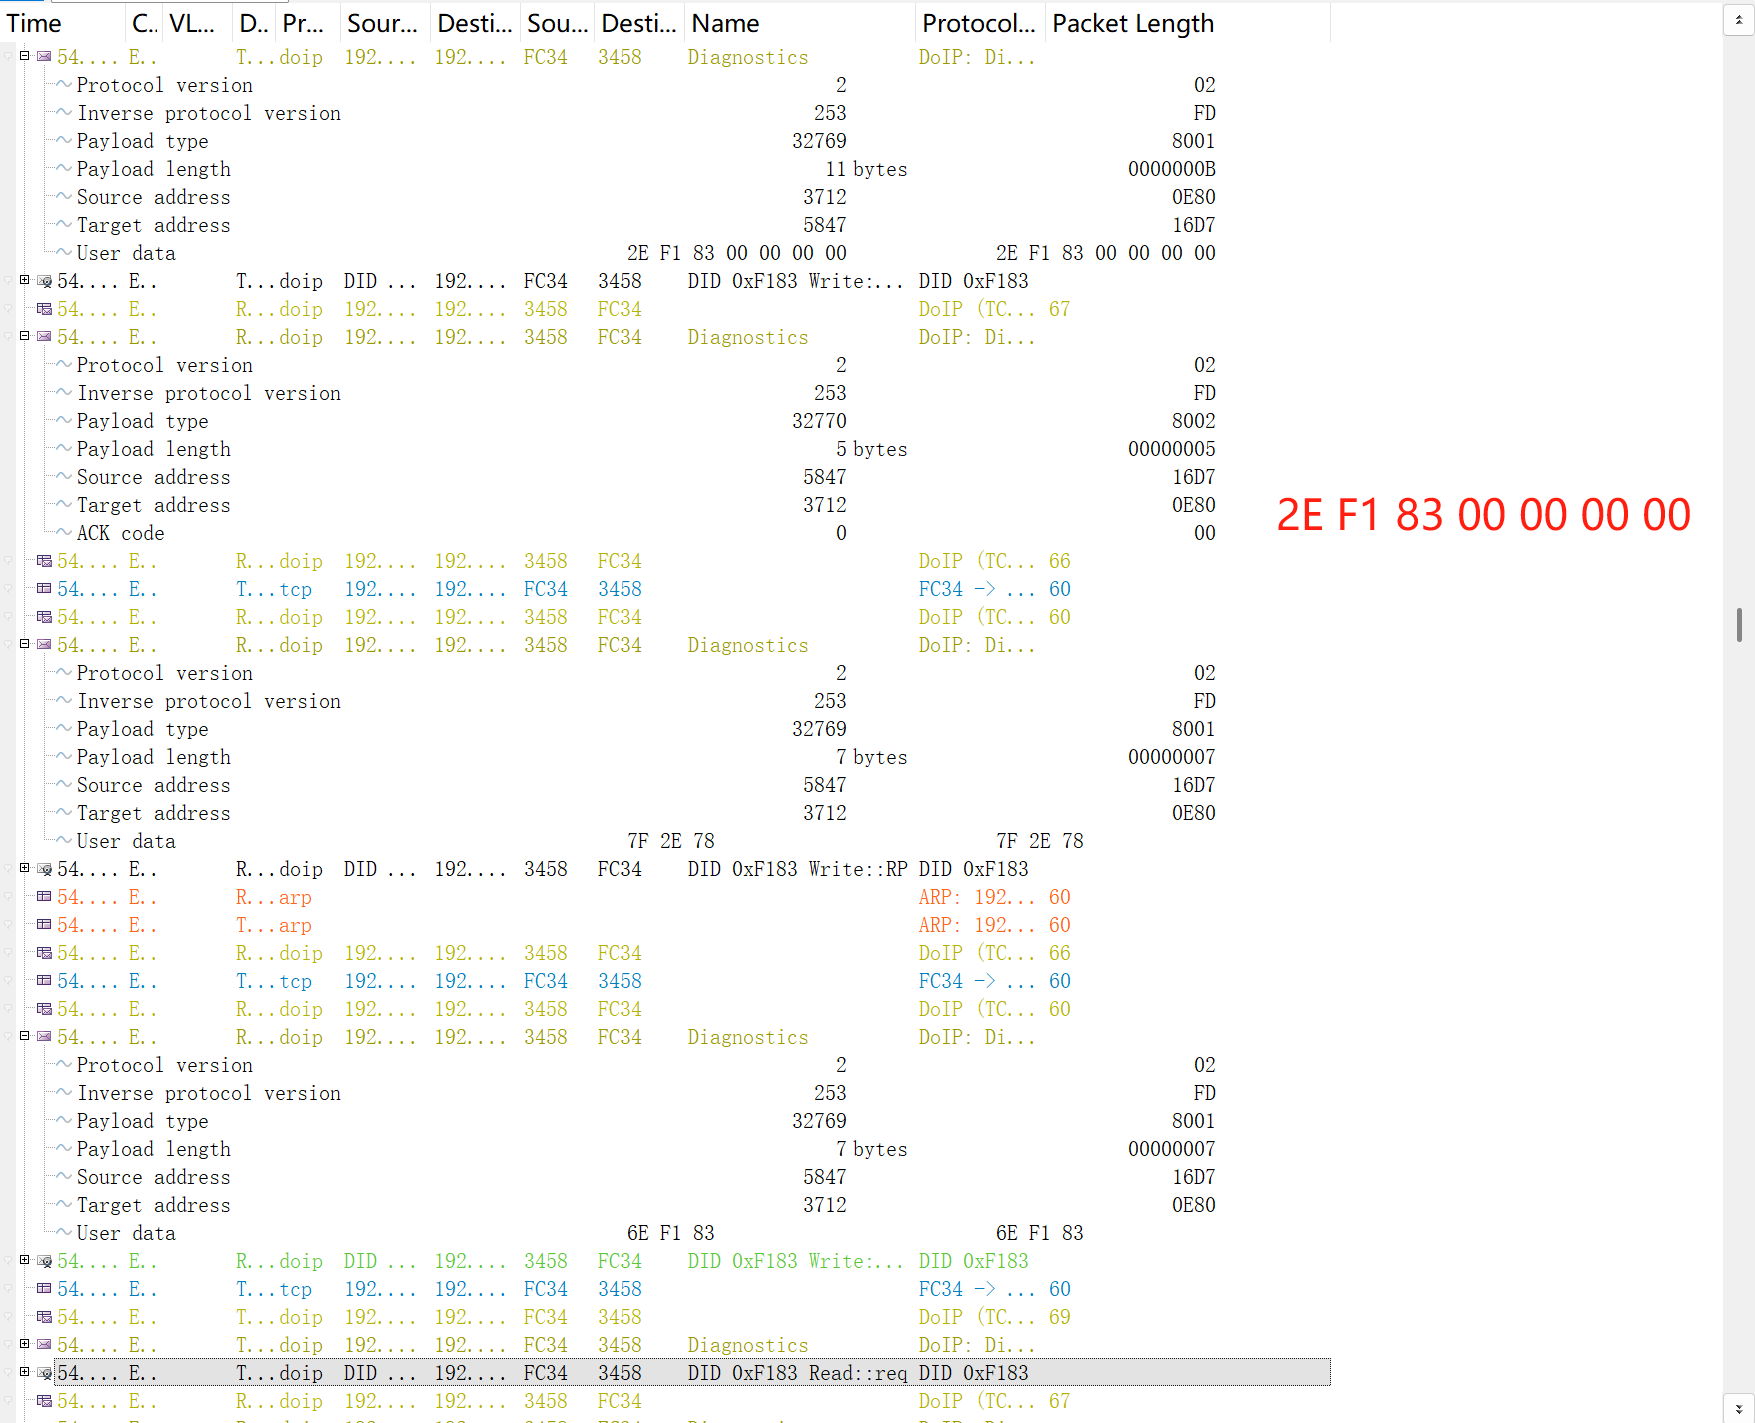 Time C.. VL... D.. Pr... Sour... Desti... Sou... Desti... Name Protocol... Packet Length
54.... E.. T...doip 192.... 192.... FC34 3458 Diagnostics DoIP: Di...
Protocol version 2 02
Inverse protocol version 253 FD
Payload type 32769 8001
Payload length 11 bytes 0000000B
Source address 3712 0E80
Target address 5847 16D7
User data 2E F1 83 00 00 00 00 2E F1 83 00 00 00 00
54.... E.. T...doip DID ... 192.... FC34 3458 DID 0xF183 Write:... DID 0xF183
54.... E.. R...doip 192.... 192.... 3458 FC34 DoIP (TC... 67
54.... E.. R...doip 192.... 192.... 3458 FC34 Diagnostics DoIP: Di...
Protocol version 2 02
Inverse protocol version 253 FD
Payload type 32770 8002
Payload length 5 bytes 00000005
Source address 5847 16D7
Target address 3712 0E80
2E F1 83 00 00 00 00
ACK code 0 00
54.... E.. R...doip 192.... 192.... 3458 FC34 DoIP (TC... 66
54.... E.. T...tcp 192.... 192.... FC34 3458 FC34 -> ... 60
54.... E.. R...doip 192.... 192.... 3458 FC34 DoIP (TC... 60
54.... E.. R...doip 192.... 192.... 3458 FC34 Diagnostics DoIP: Di...
Protocol version 2 02
Inverse protocol version 253 FD
Payload type 32769 8001
Payload length 7 bytes 00000007
Source address 5847 16D7
Target address 3712 0E80
User data 7F 2E 78 7F 2E 78
54.... E.. R...doip DID ... 192.... 3458 FC34 DID 0xF183 Write::RP DID 0xF183
54.... E.. R...arp ARP: 192... 60
54.... E.. T...arp ARP: 192... 60
54.... E.. R...doip 192.... 192.... 3458 FC34 DoIP (TC... 66
54.... E.. T...tcp 192.... 192.... FC34 3458 FC34 -> ... 60
54.... E.. R...doip 192.... 192.... 3458 FC34 DoIP (TC... 60
54.... E.. R...doip 192.... 192.... 3458 FC34 Diagnostics DoIP: Di...
Protocol version 2 02
Inverse protocol version 253 FD
Payload type 32769 8001
Payload length 7 bytes 00000007
Source address 5847 16D7
Target address 3712 0E80
User data 6E F1 83 6E F1 83
54.... E.. R...doip DID ... 192.... 3458 FC34 DID 0xF183 Write:... DID 0xF183
54.... E.. T...tcp 192.... 192.... FC34 3458 FC34 -> ... 60
54.... E.. T...doip 192.... 192.... FC34 3458 DoIP (TC... 69
54.... E.. T...doip 192.... 192.... FC34 3458 Diagnostics DoIP: Di...
54.... E.. T...doip DID ... 192.... FC34 3458 DID 0xF183 Read::req DID 0xF183
54.... E.. R...doip 192.... 192.... 3458 FC34 DoIP (TC... 67